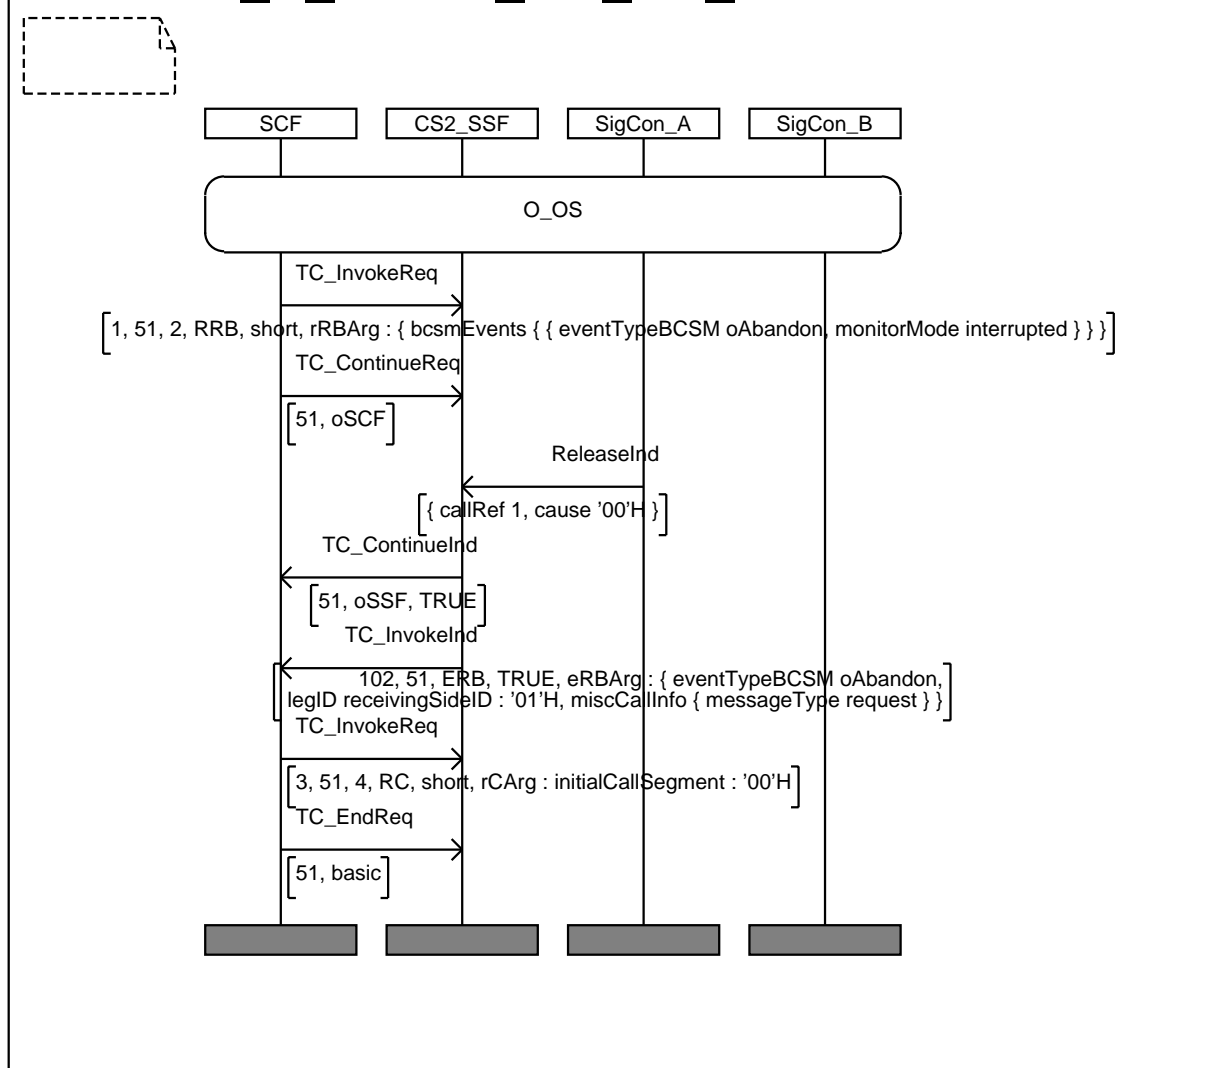 SCF CS2_SSF SigCon_A SigCon_B
O_OS
TC_InvokeReq
1, 51, 2, RRB, short, rRBArg : { bcsmEvents { { eventTypeBCSM oAbandon, monitorMode interrupted } } }
TC_ContinueReq
51, oSCF
ReleaseInd
{ callRef 1, cause ’00’H }
TC_ContinueInd
51, oSSF, TRUE
TC_InvokeInd
102, 51, ERB, TRUE, eRBArg : { eventTypeBCSM oAbandon,
legID receivingSideID : ’01’H, miscCallInfo { messageType request } }
TC_InvokeReq
3, 51, 4, RC, short, rCArg : initialCallSegment : ’00’H
TC_EndReq
51, basic